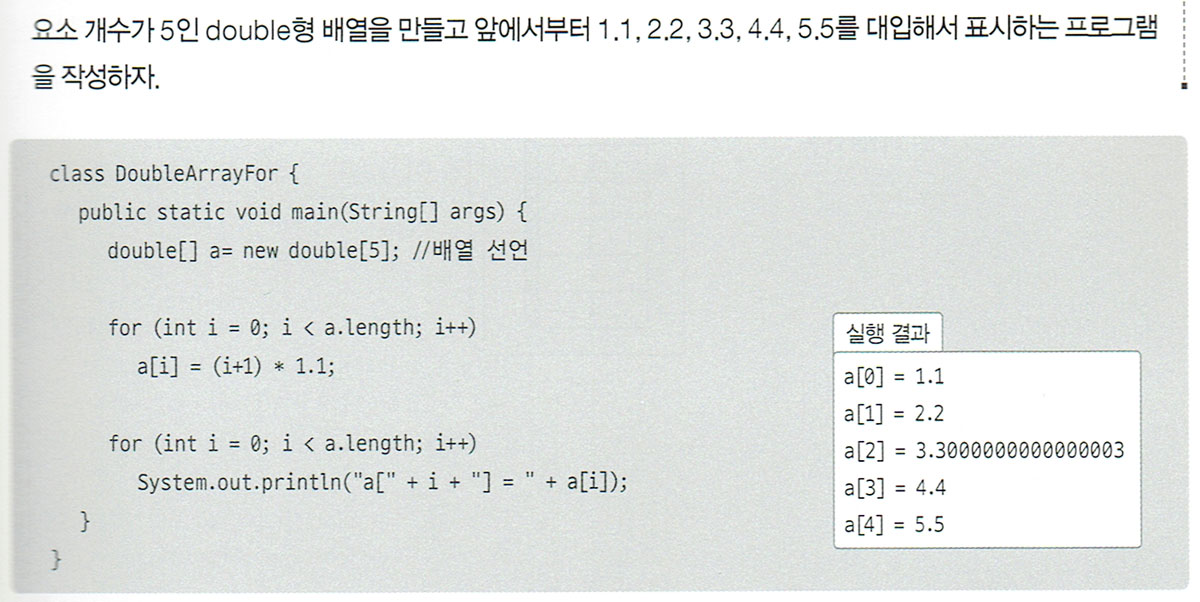 요소 개수가 5인 double형 배열을 만들고 앞에서부터 1.1, 2.2, 3.3, 4.4, 5.5를 대입해서 표시하는 프로그램
을 작성하자.
class DoubleArrayFor {
public static void main(String[] args) {
double[] a= new double[5]; //배열 선언
for (int i = 0; i < a.length; i++)
a[i] = (i+1) * 1.1;
for (int i = 0; i < a.length; i++)
System.out.println("a[" + i + "] = " + a[i]);
}
}
실행 결과
a[0] = 1.1
a[1] = 2.2
a[2] = 3.3000000000000003
a[3] = 4.4
a[4] = 5.5